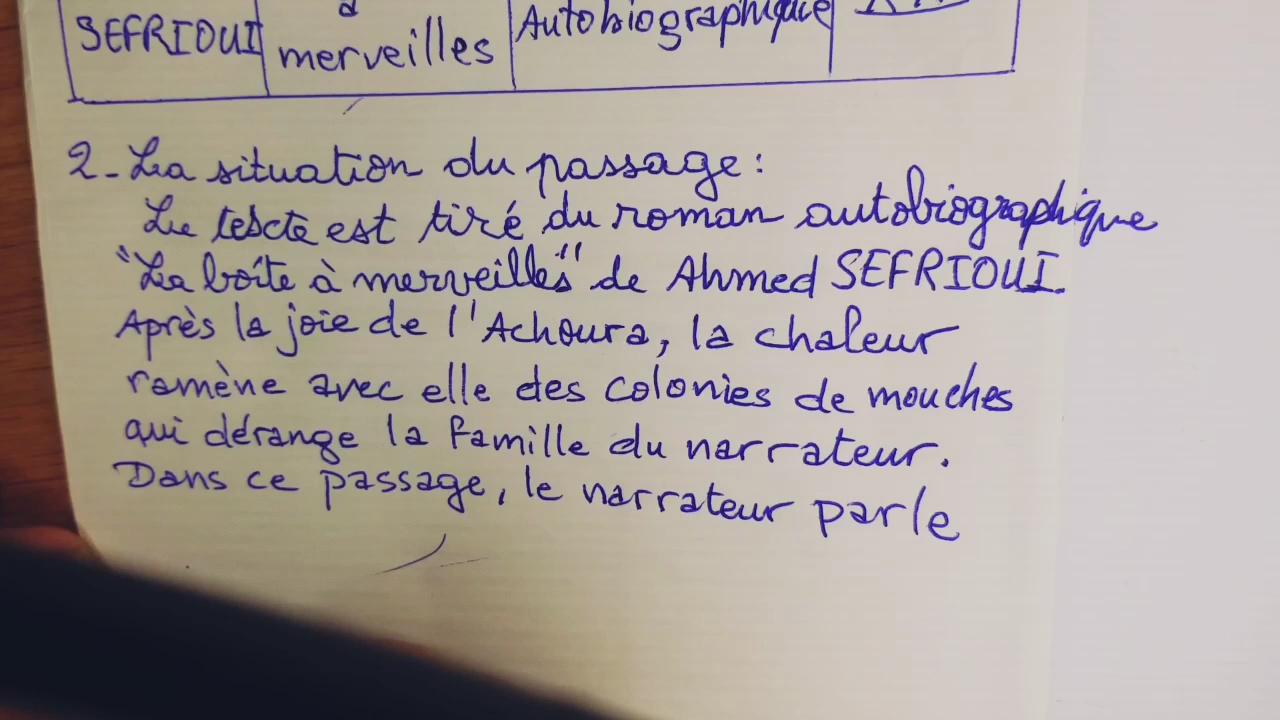 SEFRIOUI
à
merveilles
Autobiographique
2- La situation du passage :
Le texte est tiré du roman autobiographique
"La boîte à merveilles" de Ahmed SEFRIOUI.
Après la joie de l'Achoura, la chaleur
ramène avec elle des colonies de mouches
qui dérange la famille du narrateur.
Dans ce passage, le narrateur parle